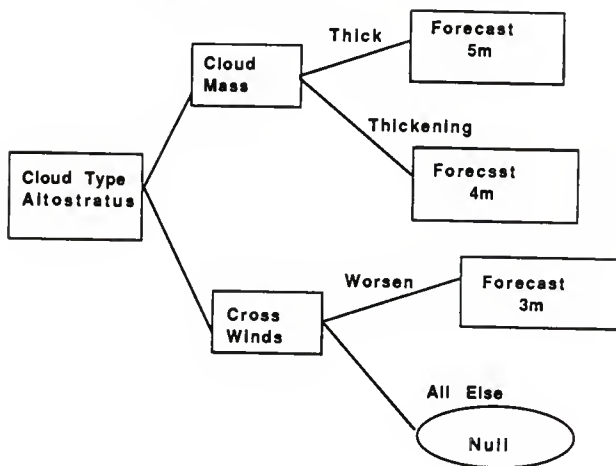 Thick
Forecast
5m
Cloud
Mass
Thickening
Forecsst
4m
Cloud Type
Altostratus
Worsen
Forecast
3m
Cross
Winds
All Else
Null